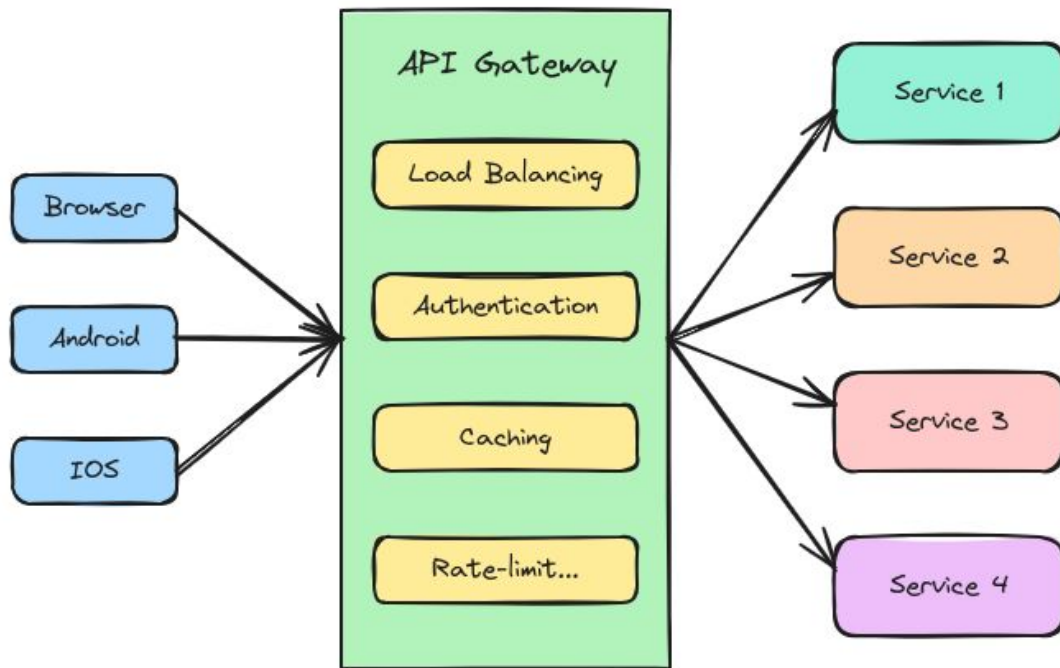 API Gateway
Load Balancing
Authentication
Caching
Rate-limit...
Browser
Android
IOS
Service 1
Service 2
Service 3
Service 4